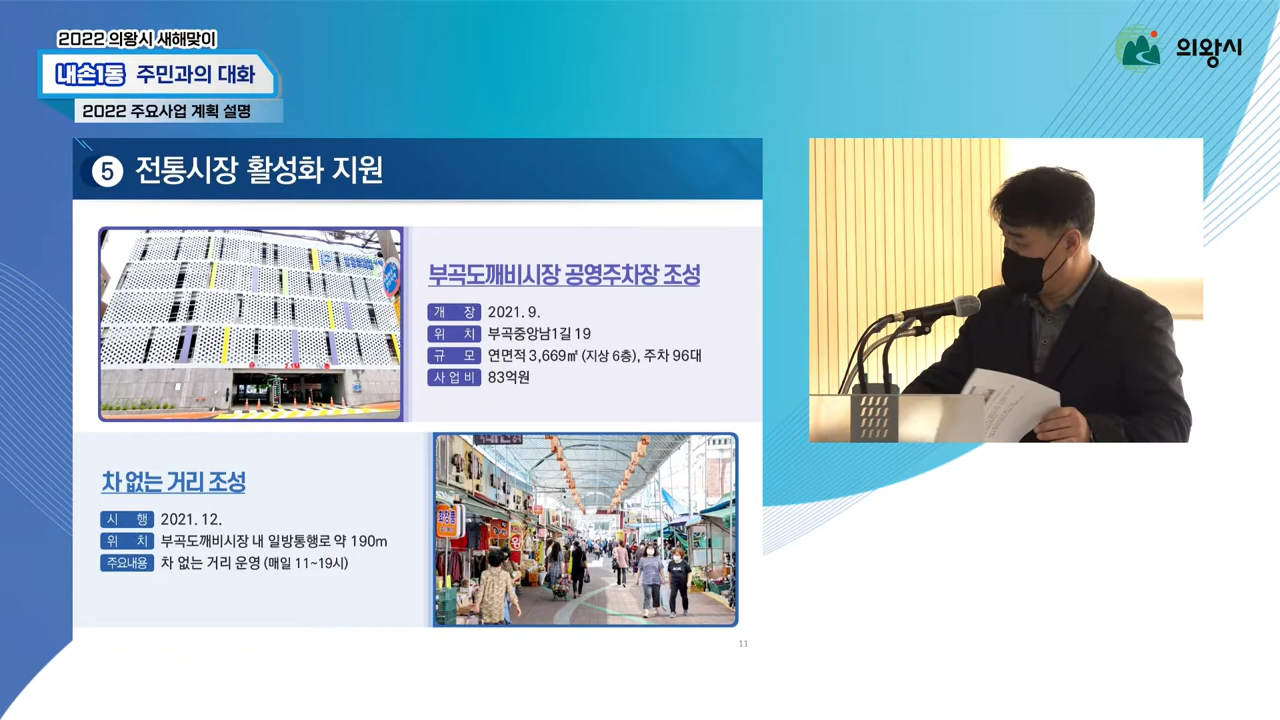 2022 의왕시 새해맞이
내손1동 주민과의 대화
2022 주요사업 계획 설명
의왕시
5 전통시장 활성화 지원
부곡도깨비시장 공영주차장 조성
개 장 2021. 9.
위 치 부곡중앙남1길 19
규 모 연면적 3,669㎡ (지상 6층), 주차 96대
사 업 비 83억원
차 없는 거리 조성
시 행 2021. 12.
위 치 부곡도깨비시장 내 일방통행로 약 190m
주요내용 차 없는 거리 운영 (매일 11~19시)
화장품
11